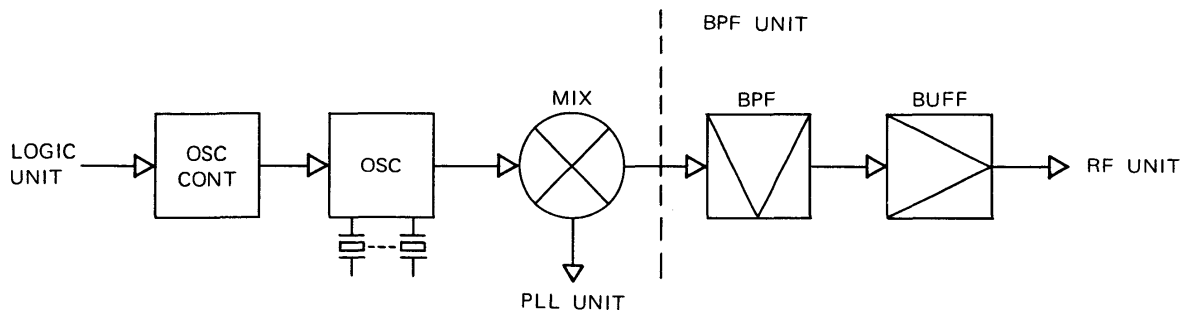 BPF UNIT
MIX
BPF
BUFF
LOGIC
UNIT
OSC
CONT
OSC
RF UNIT
PLL UNIT